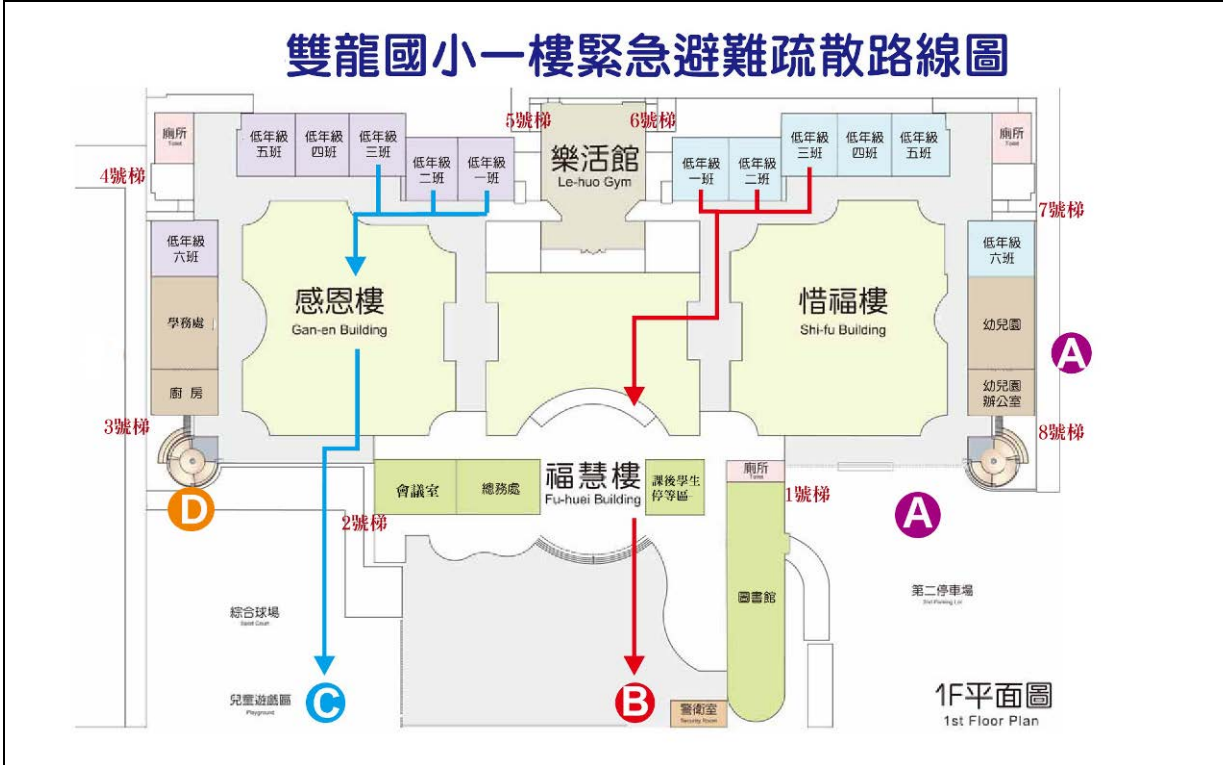 雙龍國小一樓緊急避難疏散路線圖
5號梯
6號梯
廁所
Toilet
低年級
五班
低年級
四班
低年級
三班
低年級
二班
低年級
一班
樂活館
Le-huo Gym
低年級
一班
低年級
二班
低年級
三班
低年級
四班
低年級
五班
廁所
Toilet
4號梯
7號梯
低年級
六班
低年級
六班
感恩樓
Gan-en Building
惜福樓
Shi-fu Building
學務處
幼兒園
A
廚房
幼兒園
辦公室
3號梯
8號梯
會議室
總務處
福慧樓
Fu-huei Building
課後學生
停等區
廁所
Toilet
1號梯
D
2號梯
A
圖書館
第二停車場
2nd Parking Lot
綜合球場
兒童遊戲區
Playground
C
B
警衛室
Security Room
1F平面圖
1st Floor Plan